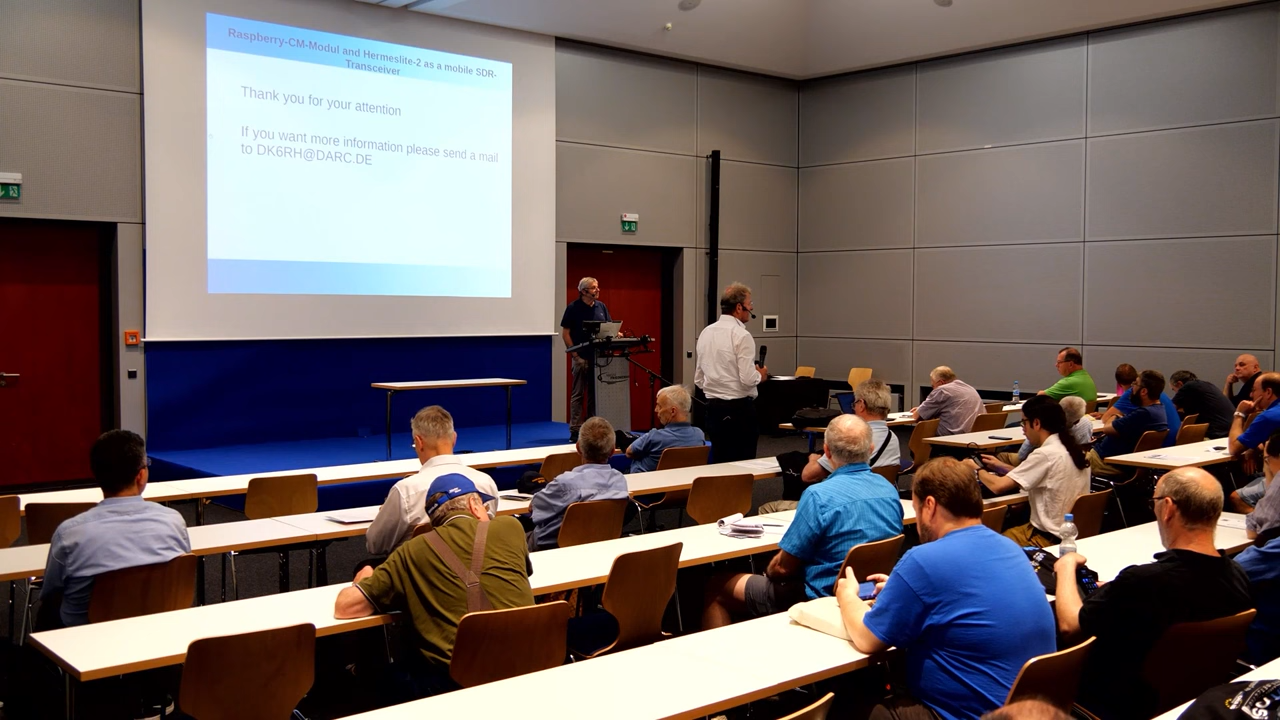 Raspberry-CM-Modul and Hermeslite-2 as a mobile SDR-
Transceiver
Thank you for your attention
If you want more information please send a mail
to DK6RH@DARC.DE